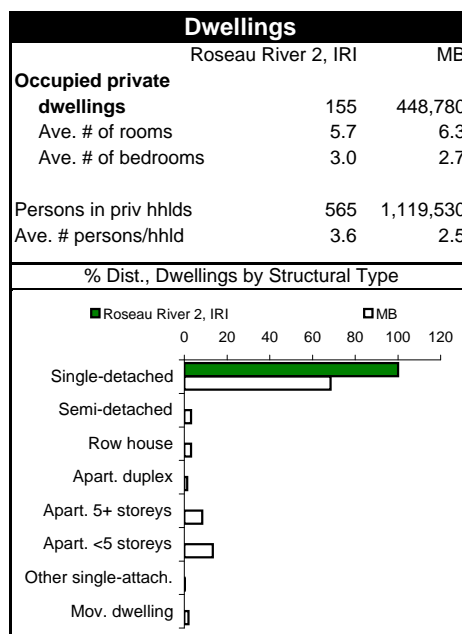 Dwellings
Roseau River 2, IRI MB
Occupied private
dwellings 155 448,780
Ave. # of rooms 5.7 6.3
Ave. # of bedrooms 3.0 2.7
Persons in priv hhlds 565 1,119,530
Ave. # persons/hhld 3.6 2.5
% Dist., Dwellings by Structural Type
Roseau River 2, IRI MB
0 20 40 60 80 100 120
Single-detached
Semi-detached
Row house
Apart. duplex
Apart. 5+ storeys
Apart. <5 storeys
Other single-attach.
Mov. dwelling